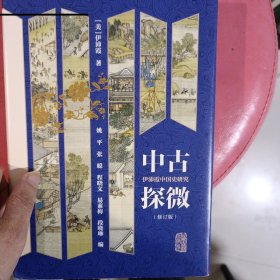 [美]伊沛霞 著
姚平 张聪 程晓文 易素梅 段晓琳 编
中古
伊沛霞中国史研究
探微
(修订版)